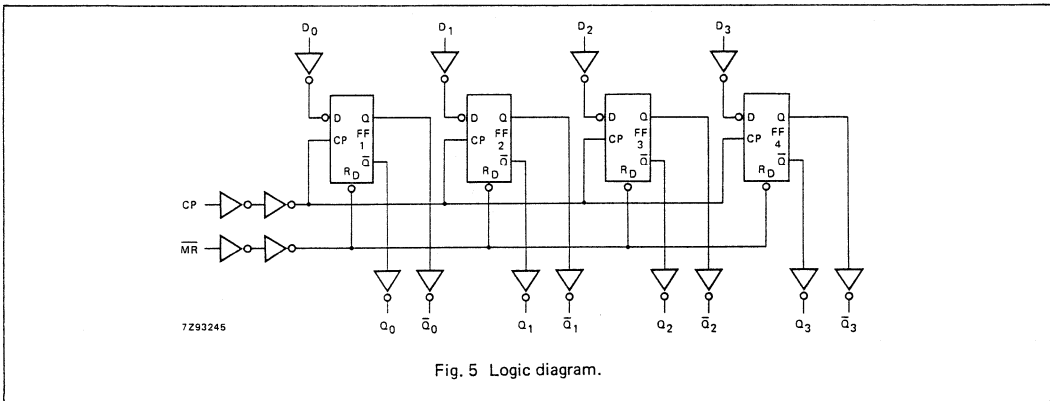 D0 D1 D2 D3
D Q D Q D Q D Q
CP FF 1 CP FF 2 CP FF 3 CP FF 4
Q̅ Q̅ Q̅ Q̅
RD RD RD RD
CP
M̅R̅
Q0 Q̅0 Q1 Q̅1 Q2 Q̅2 Q3 Q̅3
7Z93245
Fig. 5 Logic diagram.